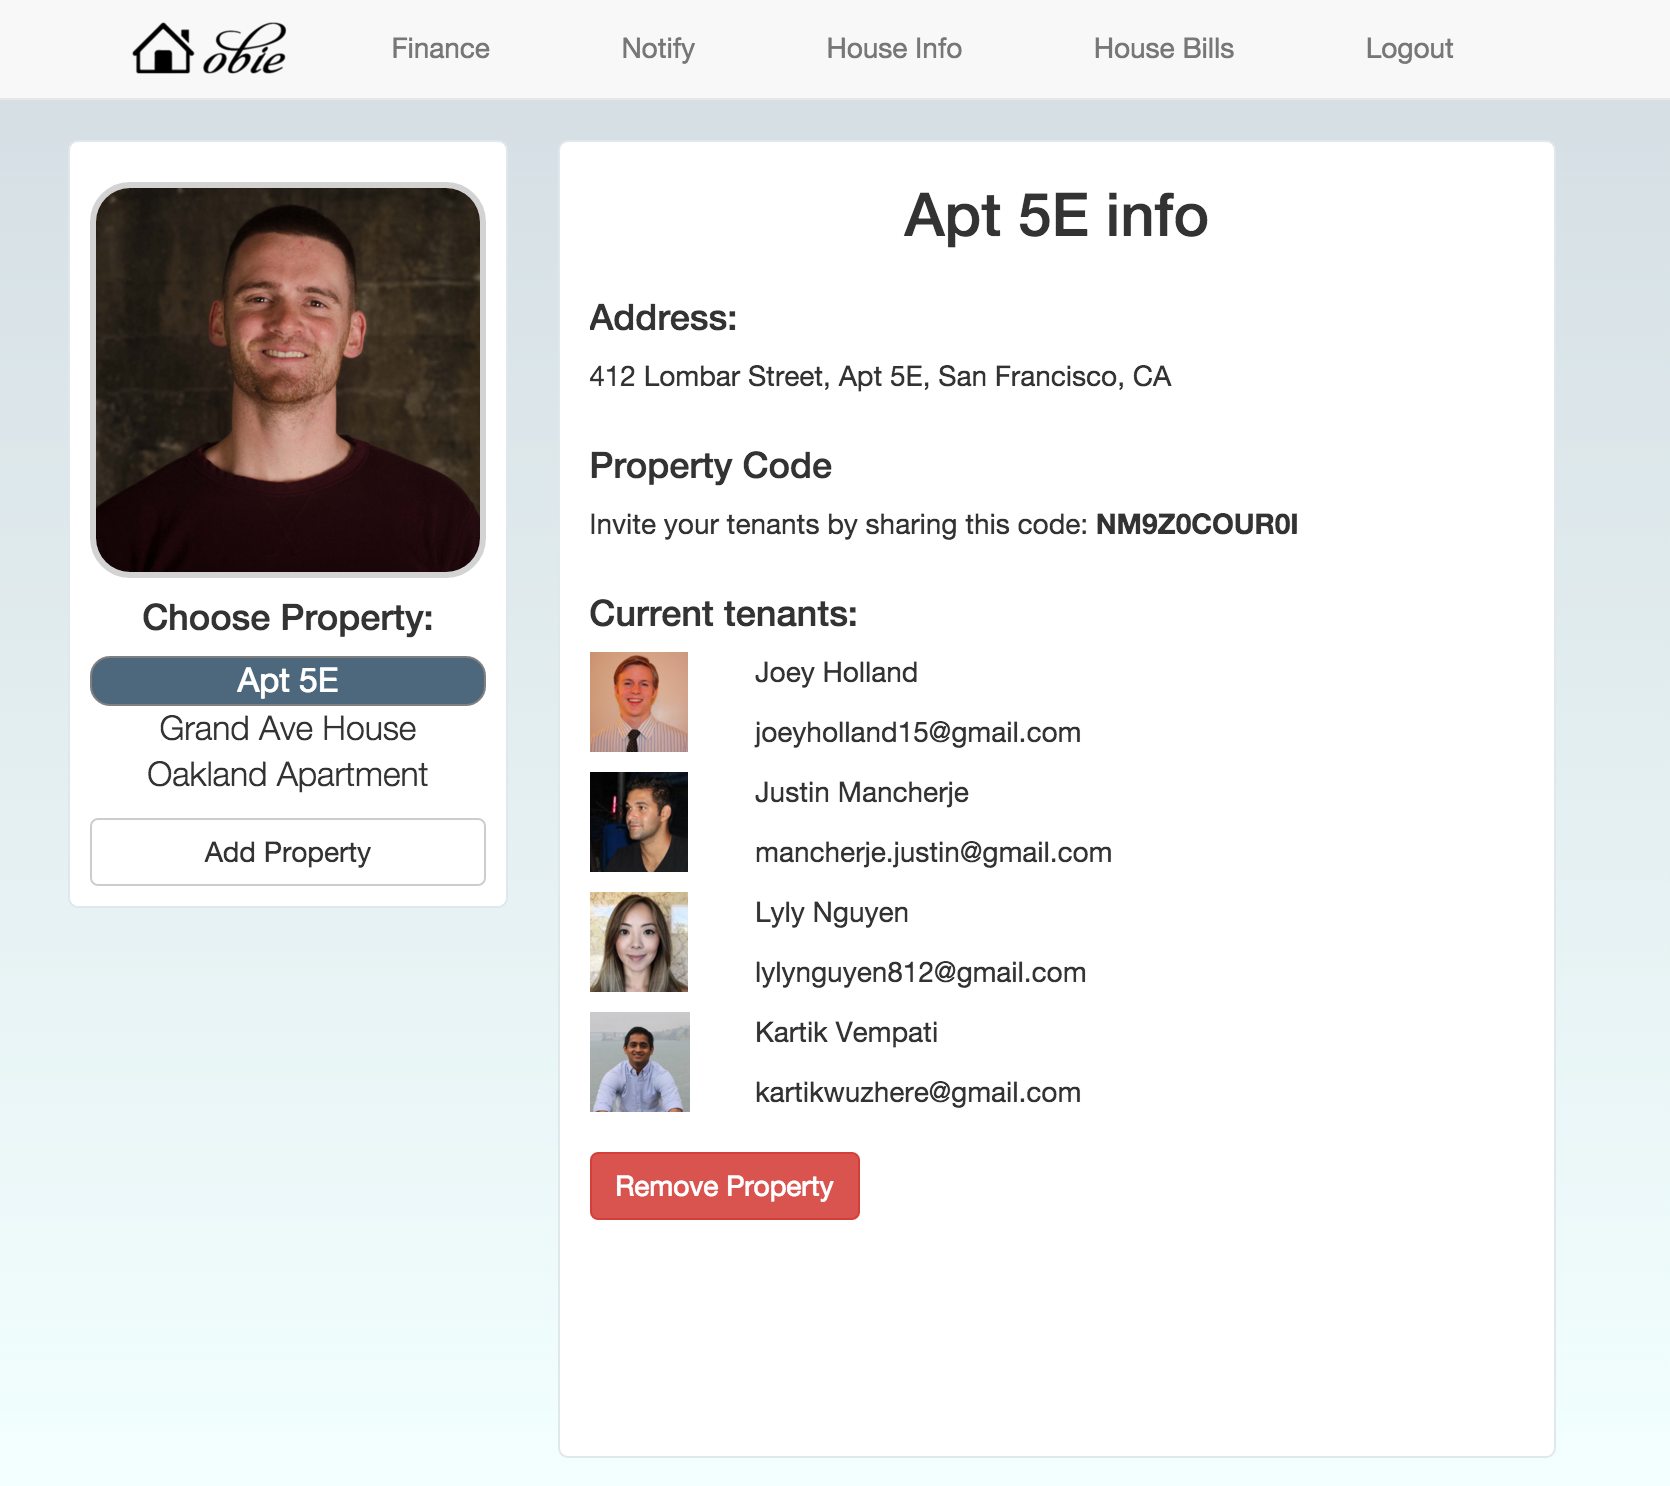 obie
Finance
Notify
House Info
House Bills
Logout
Choose Property:
Apt 5E
Grand Ave House
Oakland Apartment
Add Property
Apt 5E info
Address:
412 Lombar Street, Apt 5E, San Francisco, CA
Property Code
Invite your tenants by sharing this code: NM9Z0COUR0I
Current tenants:
Joey Holland
joeyholland15@gmail.com
Justin Mancherje
mancherje.justin@gmail.com
Lyly Nguyen
lylynguyen812@gmail.com
Kartik Vempati
kartikwuzhere@gmail.com
Remove Property